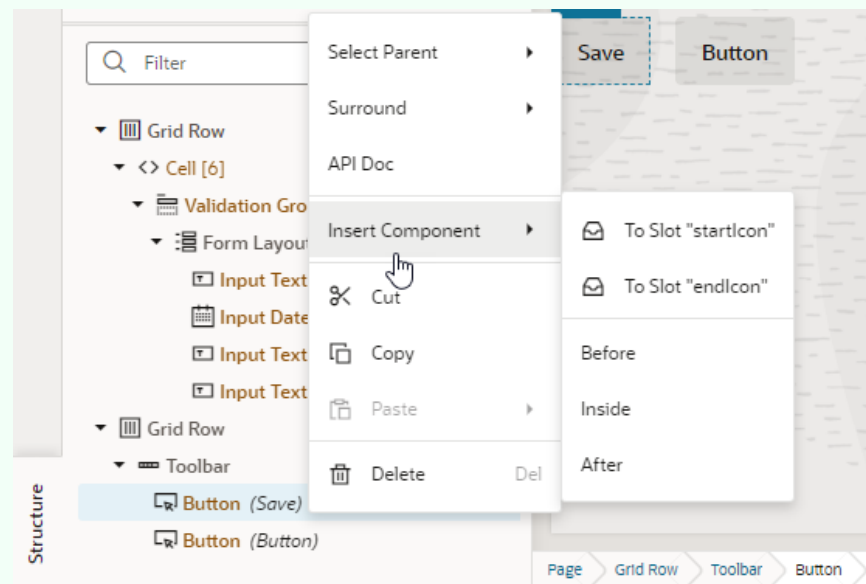 Filter
Grid Row
Cell [6]
Validation Gro
Form Layou
Input Text
Input Date
Input Text
Input Text
Grid Row
Toolbar
Button (Save)
Button (Button)
Structure
Select Parent
Surround
API Doc
Insert Component
Cut
Copy
Paste
Delete Del
To Slot "startIcon"
To Slot "endIcon"
Before
Inside
After
Save Button
Page Grid Row Toolbar Button